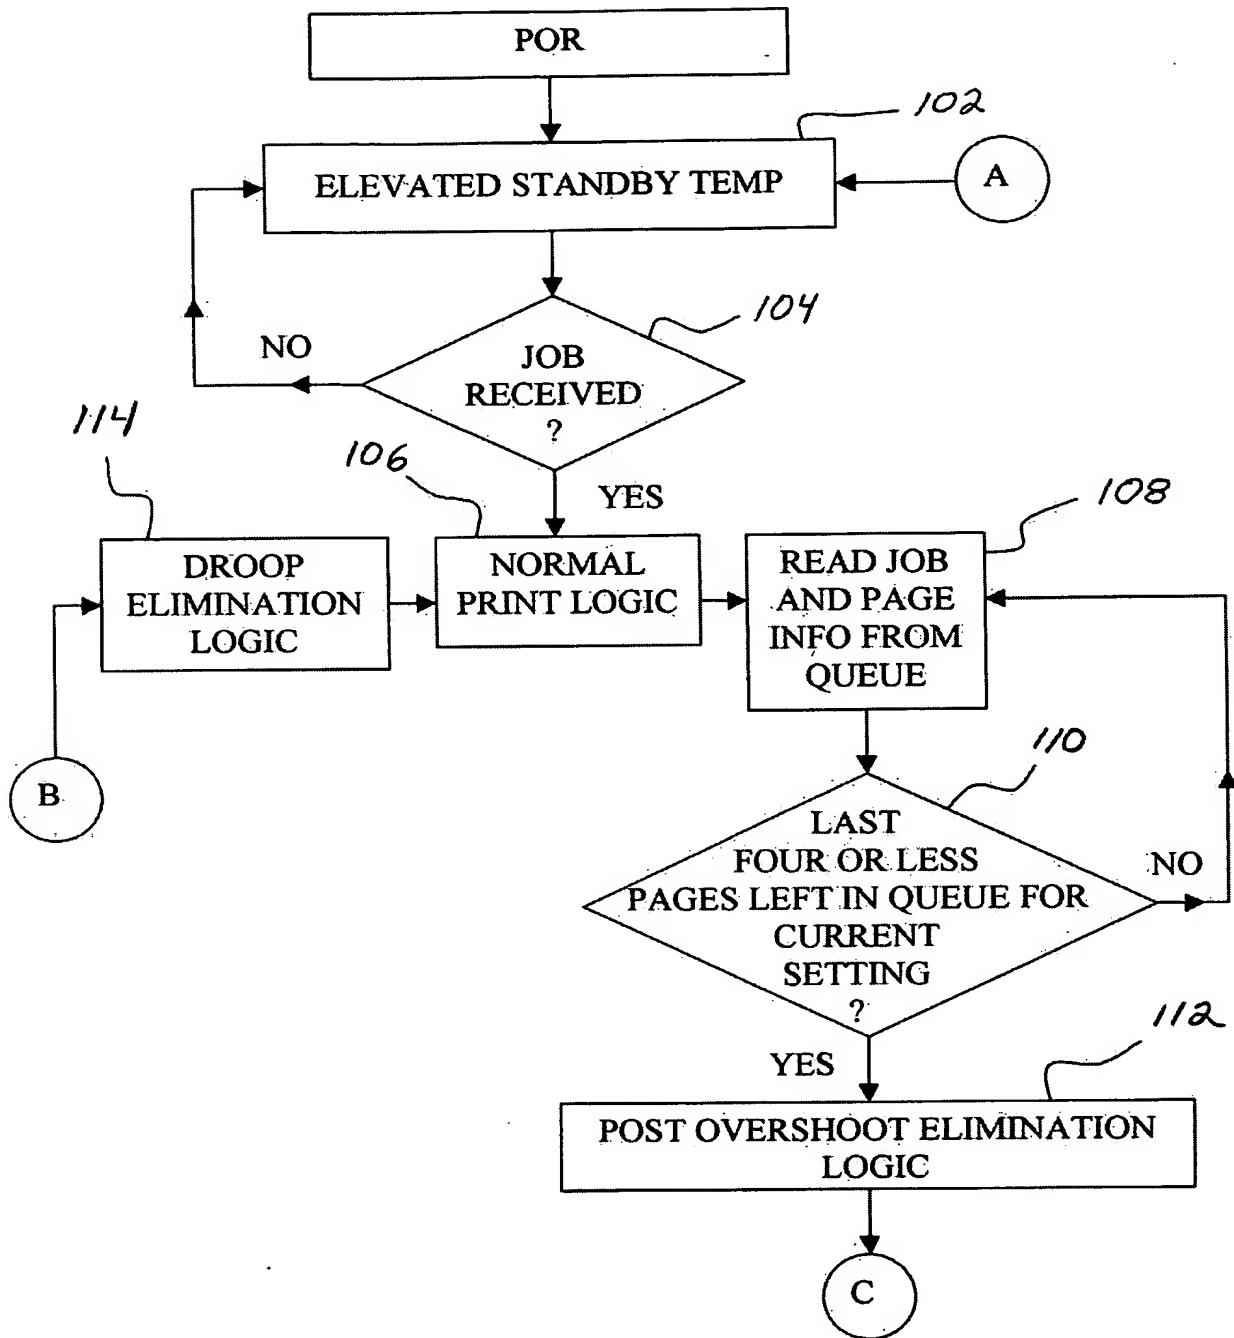 POR
102
ELEVATED STANDBY TEMP
A
104
NO
JOB
RECEIVED
?
114
106
YES
108
DROOP
ELIMINATION
LOGIC
NORMAL
PRINT LOGIC
READ JOB
AND PAGE
INFO FROM
QUEUE
B
110
LAST
FOUR OR LESS
PAGES LEFT IN QUEUE FOR
CURRENT
SETTING
?
NO
YES
112
POST OVERSHOOT ELIMINATION
LOGIC
C